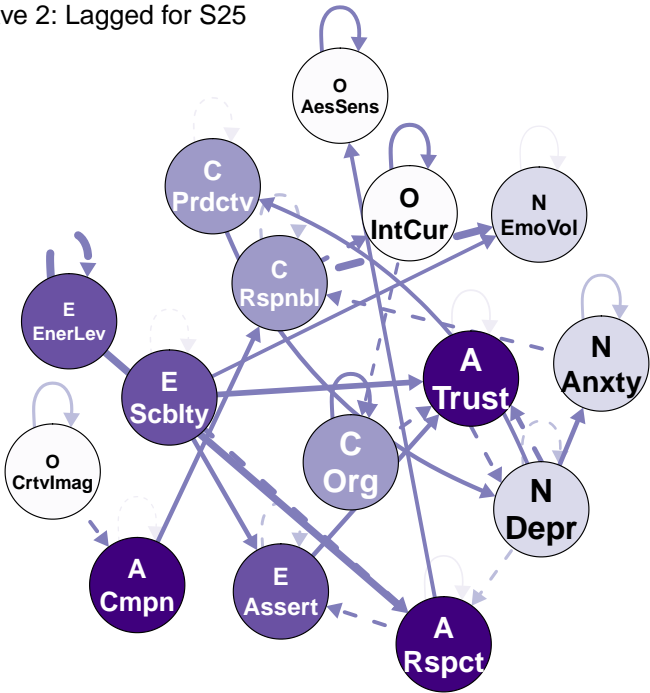 ve 2: Lagged for S25
O
AesSens
C
Prdctv
O
IntCur
N
EmoVol
C
Rspnbl
E
EnerLev
A
Trust
N
Anxty
E
Scblty
C
Org
O
CrtvImag
N
Depr
A
Cmpn
E
Assert
A
Rspct